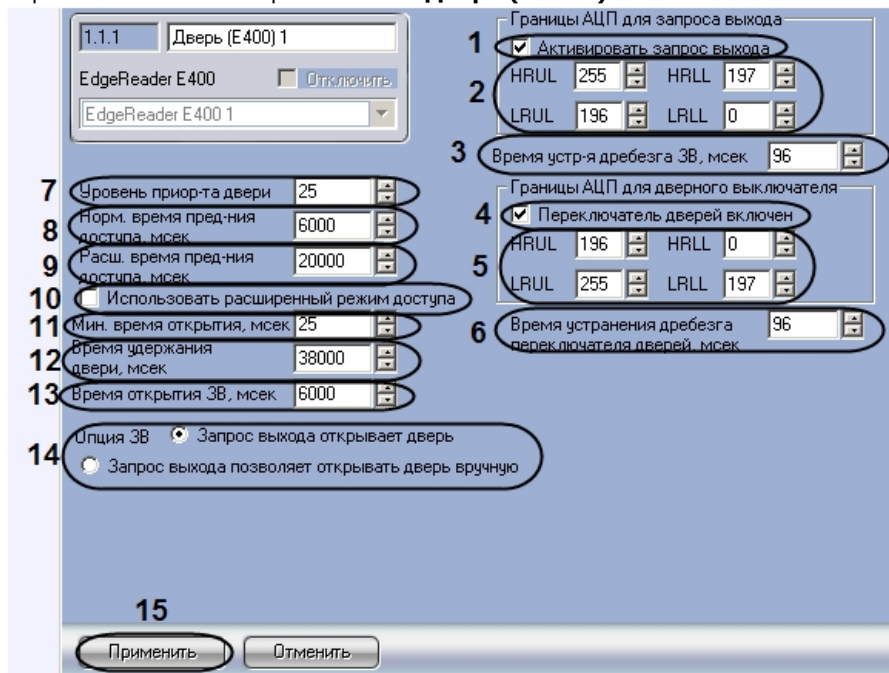 1.1.1 Дверь (E400) 1
EdgeReader E400 Отключить
EdgeReader E400 1
7 Уровень приор-та двери 25
8 Норм. время пред-ния доступа, мсек 6000
9 Расш. время пред-ния доступа, мсек 20000
10 Использовать расширенный режим доступа
11 Мин. время открытия, мсек 25
12 Время удержания двери, мсек 38000
13 Время открытия ЗВ, мсек 6000
14 Опция ЗВ Запрос выхода открывает дверь
Запрос выхода позволяет открывать дверь вручную
Границы АЦП для запроса выхода
1 Активировать запрос выхода
2 HRUL 255 HRLL 197
LRUL 196 LRLL 0
3 Время устр-я дребезга ЗВ, мсек 96
Границы АЦП для дверного выключателя
4 Переключатель дверей включен
5 HRUL 196 HRLL 0
LRUL 255 LRLL 197
6 Время устранения дребезга переключателя дверей, мсек 96
15
Применить Отменить